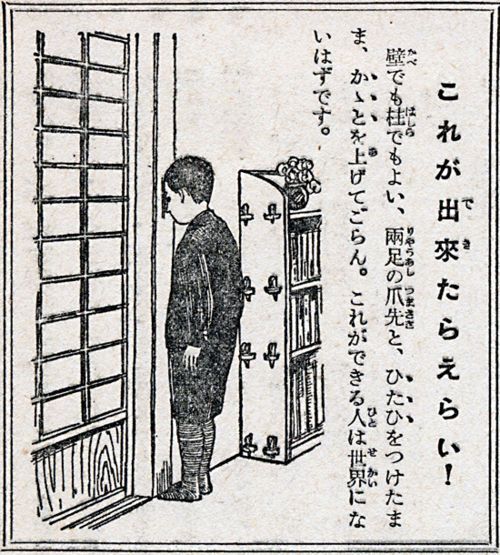 これが出來たらえらい！
壁でも柱でもよい、兩足の爪先と、ひたひをつけたま
ま、かゝとを上げてごらん。これができる人は世界にな
いはずです。